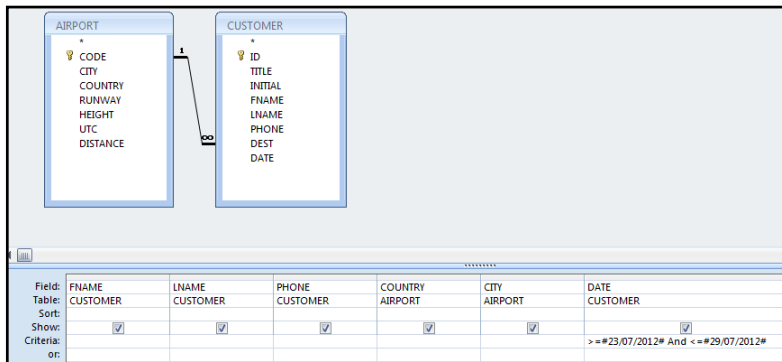 AIRPORT
*
CODE
CITY
COUNTRY
RUNWAY
HEIGHT
UTC
DISTANCE
1
∞
CUSTOMER
*
ID
TITLE
INITIAL
FNAME
LNAME
PHONE
DEST
DATE
Field: FNAME LNAME PHONE COUNTRY CITY DATE
Table: CUSTOMER CUSTOMER CUSTOMER AIRPORT AIRPORT CUSTOMER
Sort:
Show:
Criteria: >=#23/07/2012# And <=#29/07/2012#
or: